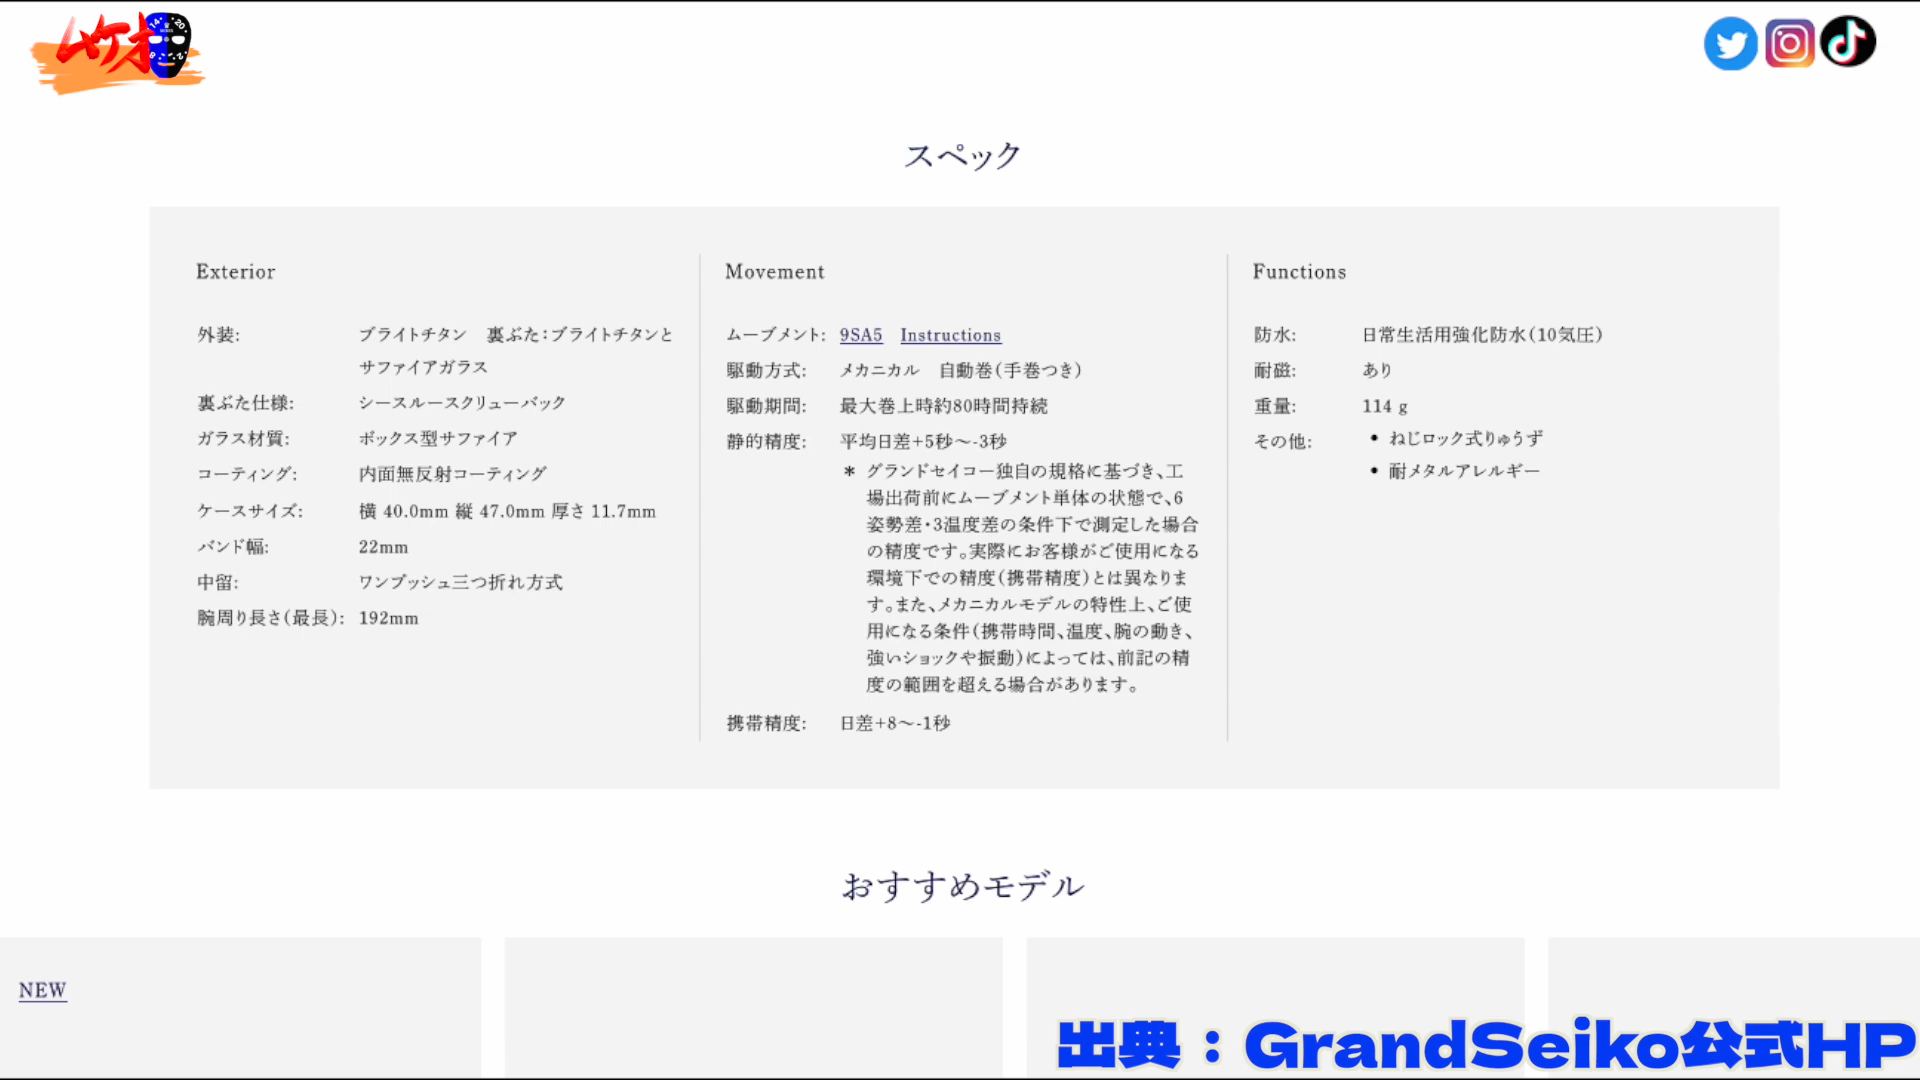 スペック
Exterior
外装: ブライトチタン 裏ぶた:ブライトチタンと
サファイアガラス
裏ぶた仕様: シースルースクリューバック
ガラス材質: ボックス型サファイア
コーティング: 内面無反射コーティング
ケースサイズ: 横 40.0mm 縦 47.0mm 厚さ 11.7mm
バンド幅: 22mm
中留: ワンプッシュ三つ折れ方式
腕周り長さ(最長): 192mm
Movement
ムーブメント: 9SA5 Instructions
駆動方式: メカニカル 自動巻(手巻つき)
駆動期間: 最大巻上時約80時間持続
静的精度: 平均日差+5秒～-3秒
* グランドセイコー独自の規格に基づき、工
場出荷前にムーブメント単体の状態で、6
姿勢差・3温度差の条件下で測定した場合
の精度です。実際にお客様がご使用になる
環境下での精度(携帯精度)とは異なりま
す。また、メカニカルモデルの特性上、ご使
用になる条件(携帯時間、温度、腕の動き、
強いショックや振動)によっては、前記の精
度の範囲を超える場合があります。
携帯精度: 日差+8～-1秒
Functions
防水: 日常生活用強化防水(10気圧)
耐磁: あり
重量: 114 g
その他: • ねじロック式りゅうず
• 耐メタルアレルギー
おすすめモデル
NEW
出典：GrandSeiko公式HP